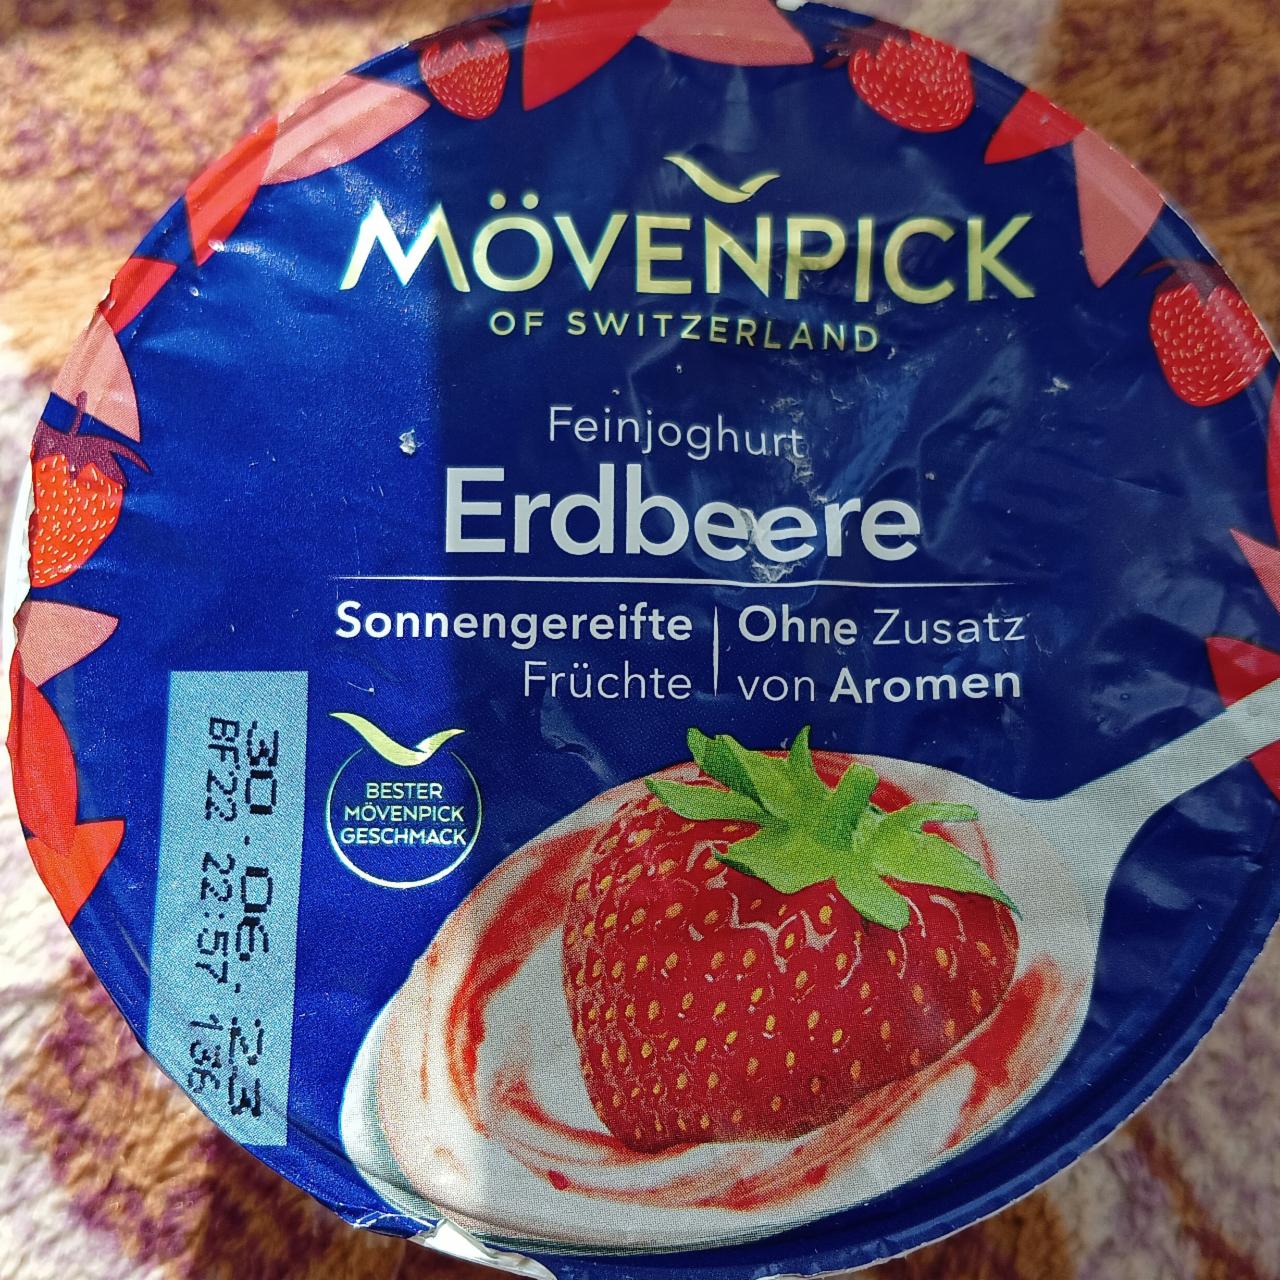 MÖVENPICK
OF SWITZERLAND
Feinjoghurt
Erdbeere
Sonnengereifte
Früchte
Ohne Zusatz
von Aromen
BESTER
MÖVENPICK
GESCHMACK
30.06.23
BF22 22:57 136